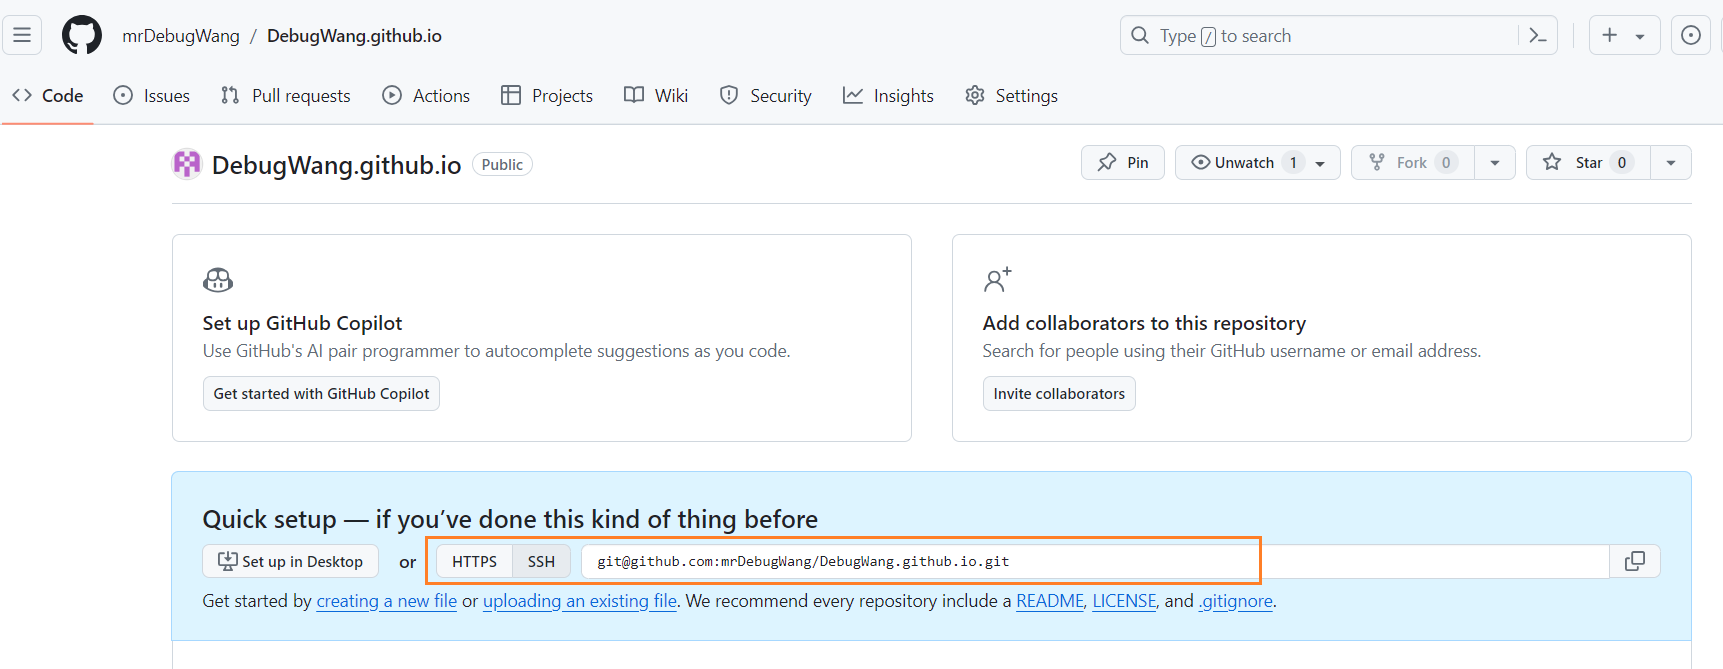 mrDebugWang / DebugWang.github.io
Type / to search
Code Issues Pull requests Actions Projects Wiki Security Insights Settings
DebugWang.github.io Public
Pin Unwatch 1 Fork 0 Star 0
Set up GitHub Copilot
Use GitHub's AI pair programmer to autocomplete suggestions as you code.
Get started with GitHub Copilot
Add collaborators to this repository
Search for people using their GitHub username or email address.
Invite collaborators
Quick setup — if you’ve done this kind of thing before
Set up in Desktop or HTTPS SSH git@github.com:mrDebugWang/DebugWang.github.io.git
Get started by creating a new file or uploading an existing file. We recommend every repository include a README, LICENSE, and .gitignore.